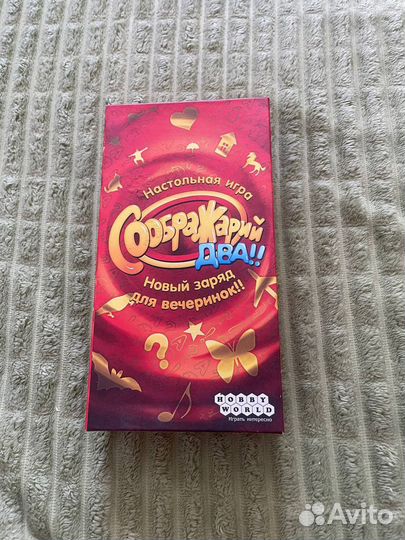 Настольная игра
Соображарий
ДВА!!
Новый заряд
для вечеринок!!
?
HOBBY
WORLD
Играть интересно
Avito